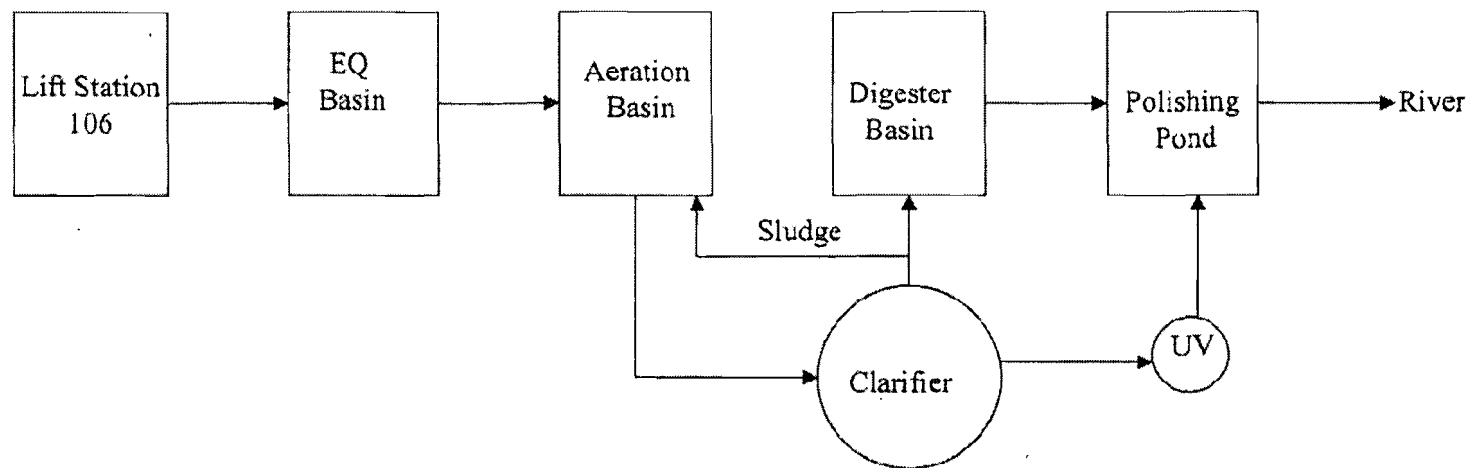 Lift Station
106
EQ
Basin
Aeration
Basin
Digester
Basin
Polishing
Pond
River
Sludge
Clarifier
UV